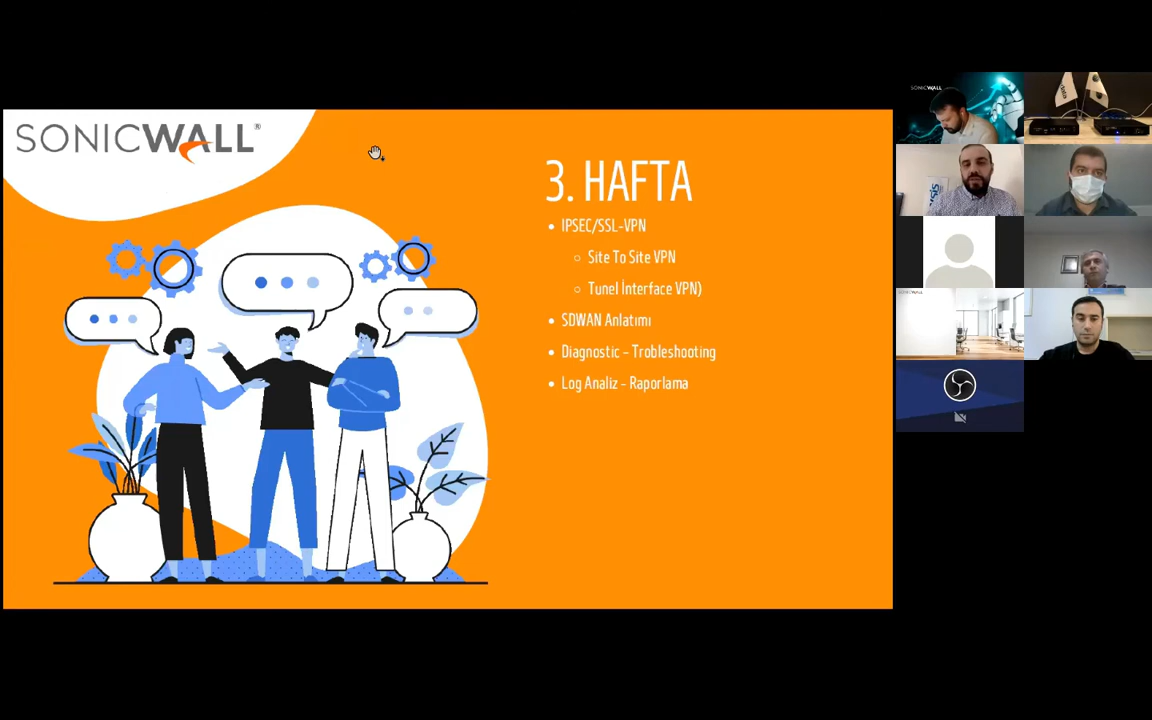 SONICWALL®
3. HAFTA
IPSEC/SSL-VPN
Site To Site VPN
Tunel İnterface VPN)
SDWAN Anlatımı
Diagnostic - Trobleshooting
Log Analiz - Raporlama
SONICWALL